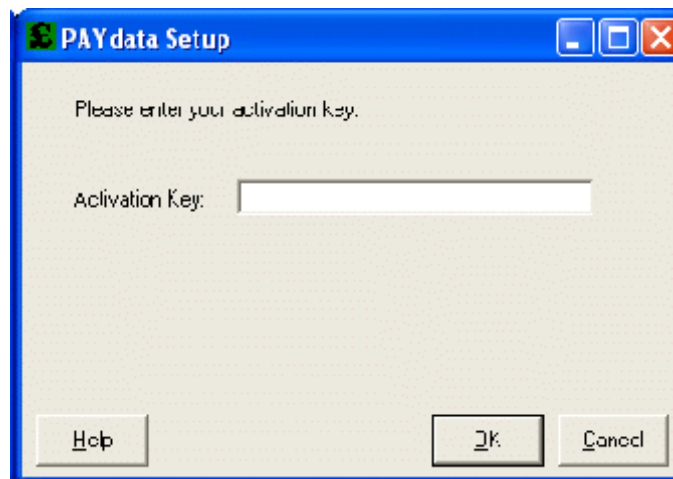 PAYdata Setup
Please enter your activation key.
Activation Key:
Help
OK
Cancel